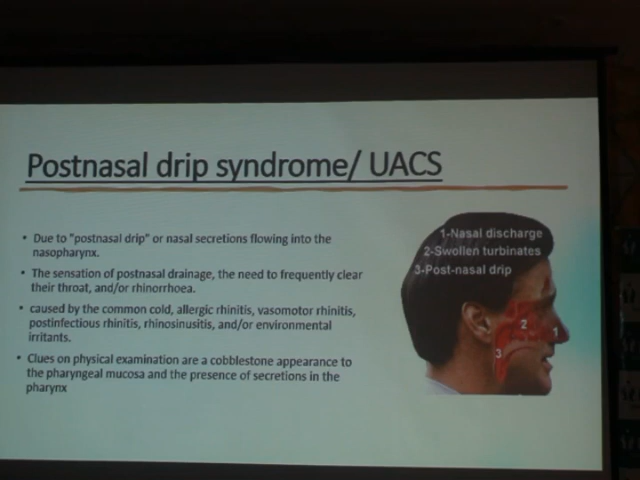 Postnasal drip syndrome/ UACS
• Due to "postnasal drip" or nasal secretions flowing into the
nasopharynx.
• The sensation of postnasal drainage, the need to frequently clear
their throat, and/or rhinorrhoea.
• caused by the common cold, allergic rhinitis, vasomotor rhinitis,
postinfectious rhinitis, rhinosinusitis, and/or environmental
irritants.
• Clues on physical examination are a cobblestone appearance to
the pharyngeal mucosa and the presence of secretions in the
pharynx
1-Nasal discharge
2-Swollen turbinates
3-Post-nasal drip
2
1
3